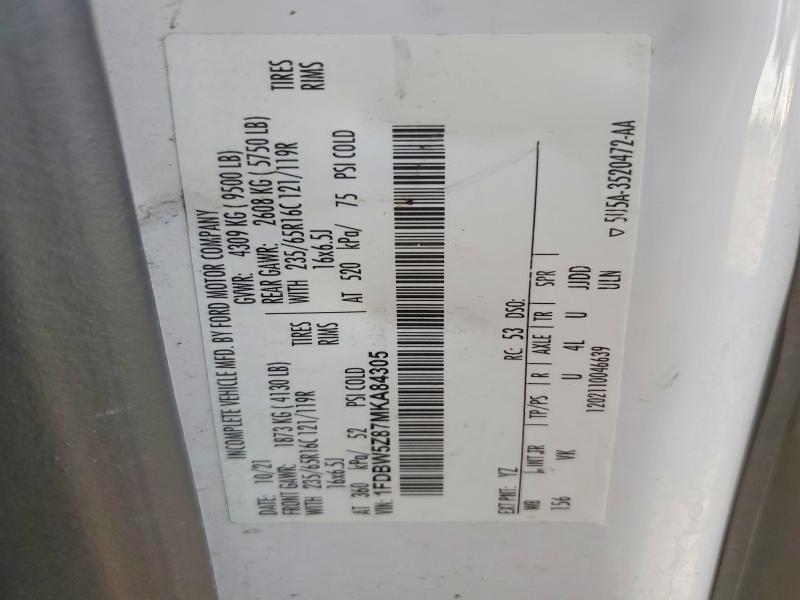 INCOMPLETE VEHICLE MFD. BY FORD MOTOR COMPANY
DATE: 10/21 GVWR: 4309 KG ( 9500 LB)
FRONT GAWR: 1873 KG ( 4130 LB) REAR GAWR: 2608 KG ( 5750 LB)
WITH 235/65R16C 121/119R TIRES WITH 235/65R16C 121/119R TIRES
16x6.5J RIMS 16x6.5J RIMS
AT 360 kPa/ 52 PSI COLD AT 520 kPa/ 75 PSI COLD
VIN: 1FDBW5Z87MKA84305
EXT PNT: YZ RC: 53 DSO:
WB INT TR TP/PS R AXLE TR SPR
156 VK U 4L U JJDD
1202110046639 ULN
▽ 5U5A-3520472-AA